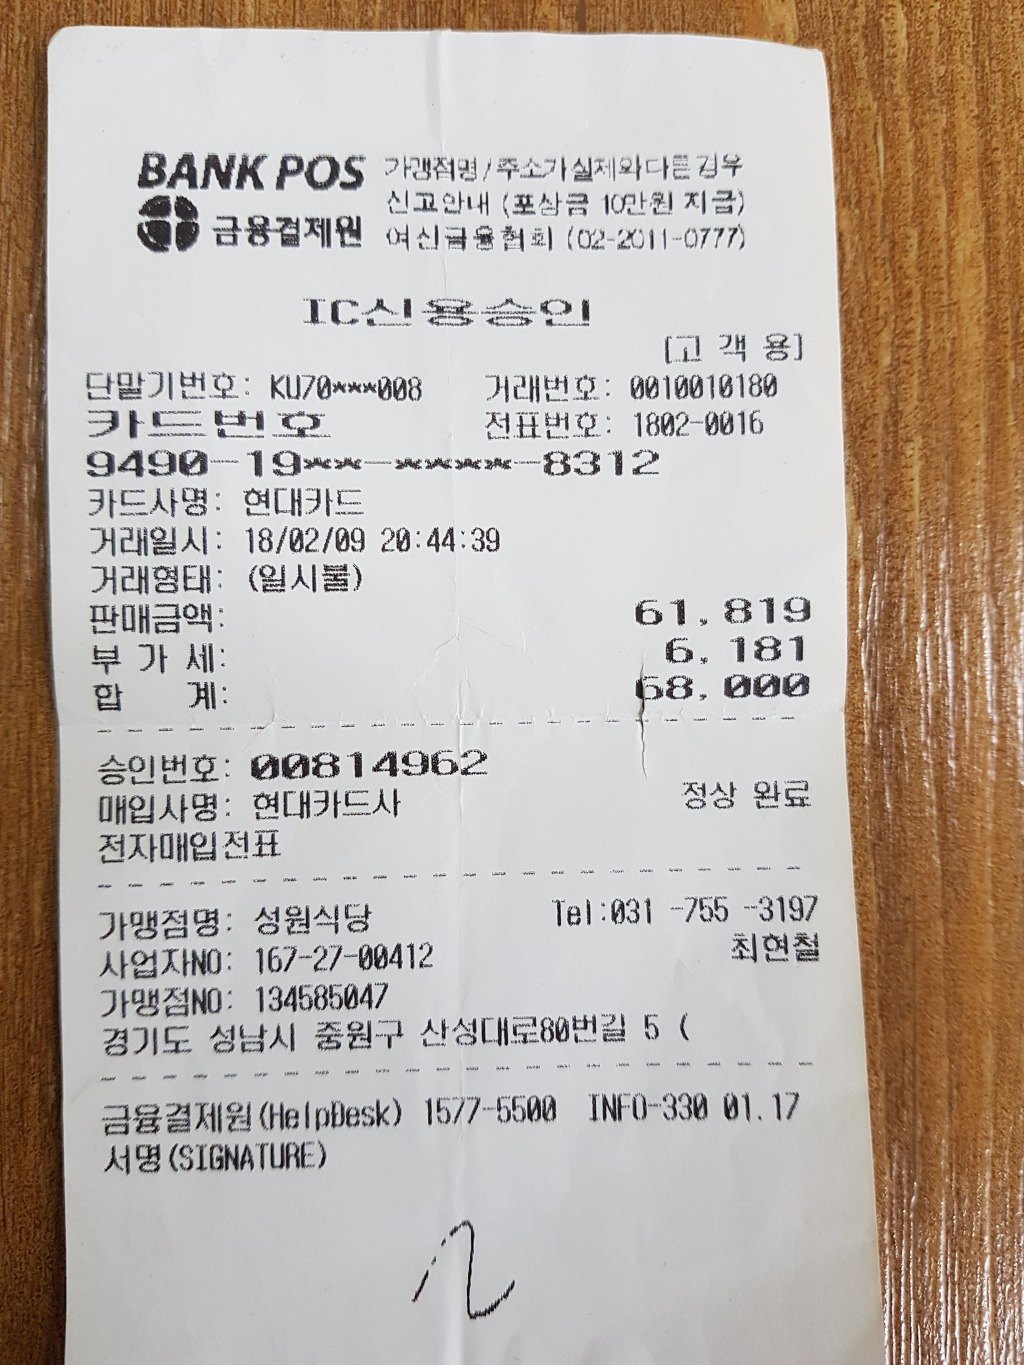 BANK POS 가맹점명/주소가실제와다른경우
신고안내 (포상금 10만원 지급)
금융결제원 여신금융협회 (02-2011-0777)
IC신용승인
[고 객 용]
단말기번호: KU70***008 거래번호: 0010010180
카드번호 전표번호: 1802-0016
9490-19**-****-8312
카드사명: 현대카드
거래일시: 18/02/09 20:44:39
거래형태: (일시불)
판매금액: 61,819
부 가 세: 6,181
합 계: 68,000
승인번호: 00814962
매입사명: 현대카드사 정상 완료
전자매입전표
가맹점명: 성원식당 Tel:031 -755 -3197
사업자NO: 167-27-00412 최현철
가맹점NO: 134585047
경기도 성남시 중원구 산성대로80번길 5 (
금융결제원(HelpDesk) 1577-5500 INFO-330 01.17
서명(SIGNATURE)